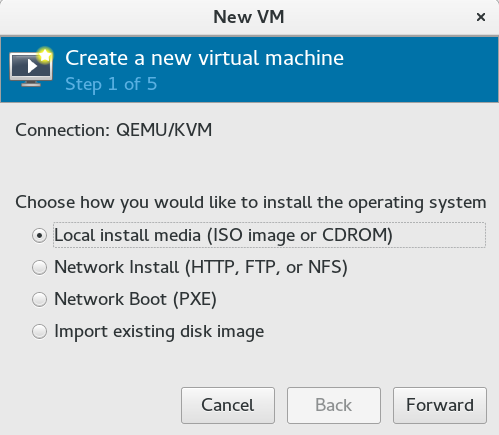 New VM
Create a new virtual machine
Step 1 of 5
Connection: QEMU/KVM
Choose how you would like to install the operating system
Local install media (ISO image or CDROM)
Network Install (HTTP, FTP, or NFS)
Network Boot (PXE)
Import existing disk image
Cancel Back Forward